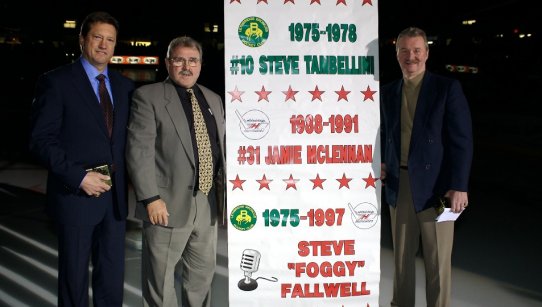 1975-1978
#10 STEVE TAMBELLINI
1988-1991
#31 JAMIE MCLENNAN
1975-1997
STEVE
"FOGGY"
FALLWELL